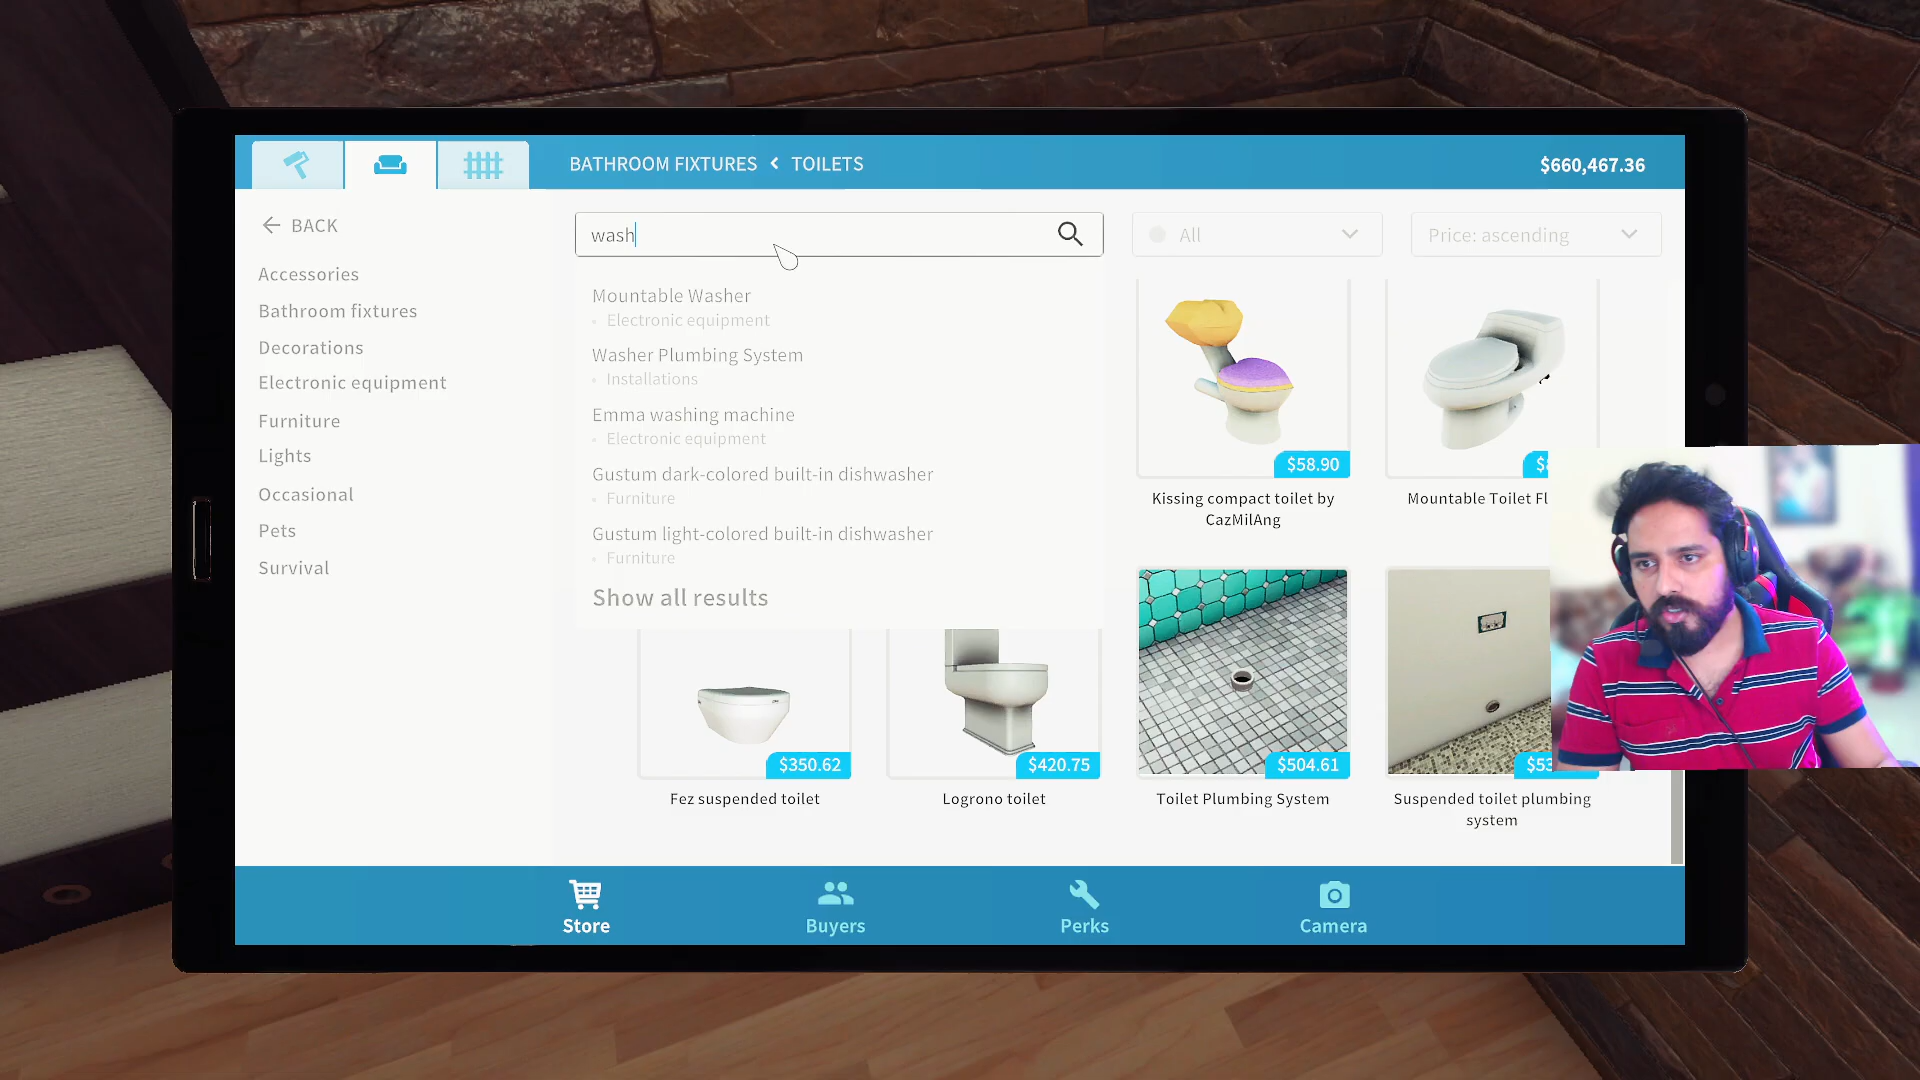 BATHROOM FIXTURES < TOILETS
$660,467.36
BACK
wash
All
Price: ascending
Accessories
Bathroom fixtures
Decorations
Electronic equipment
Furniture
Lights
Occasional
Pets
Survival
Mountable Washer
• Electronic equipment
Washer Plumbing System
• Installations
Emma washing machine
• Electronic equipment
Gustum dark-colored built-in dishwasher
• Furniture
Gustum light-colored built-in dishwasher
• Furniture
Show all results
$58.90
Kissing compact toilet by
CazMilAng
Mountable Toilet
$350.62
Fez suspended toilet
$420.75
Logrono toilet
$504.61
Toilet Plumbing System
Suspended toilet plumbing
system
Store
Buyers
Perks
Camera